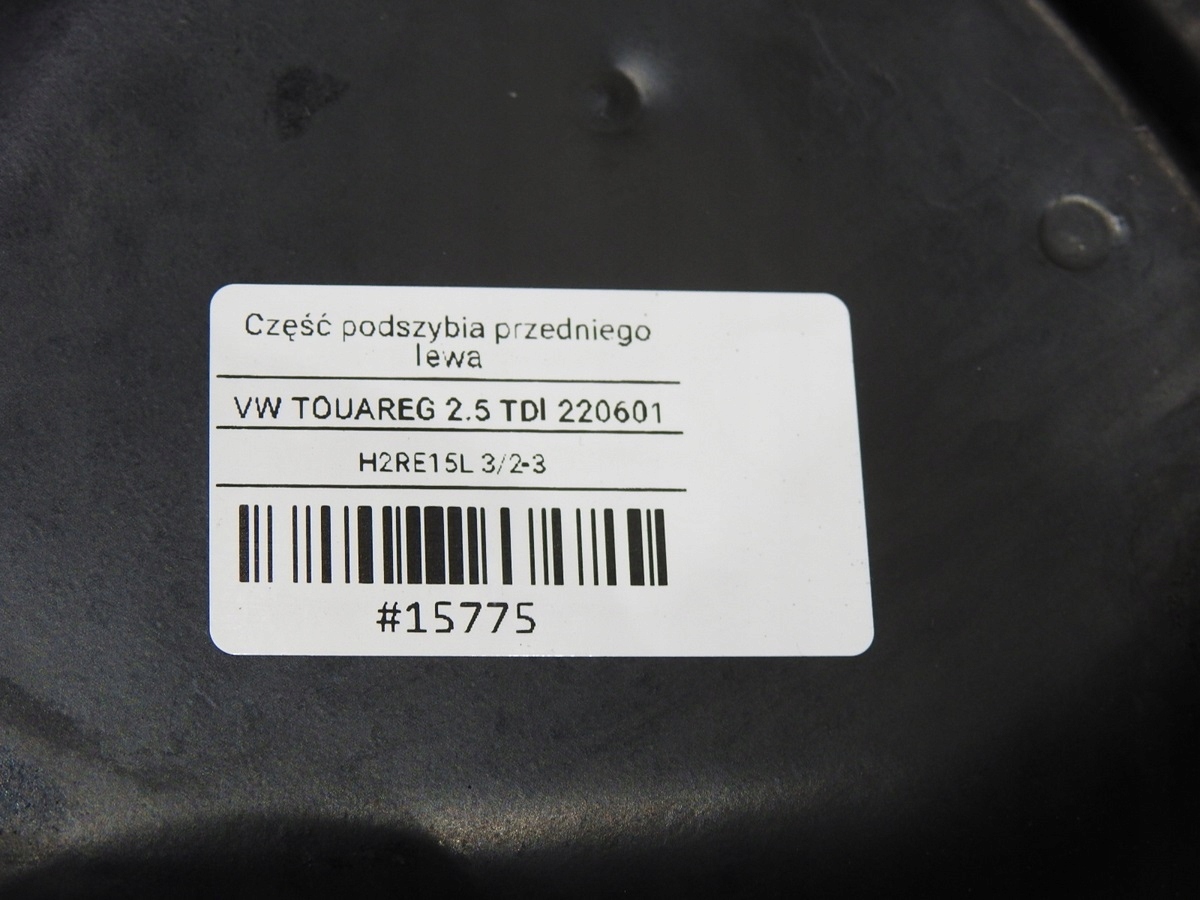 Część podszybia przedniego
lewa
VW TOUAREG 2.5 TDI 220601
H2RE15L 3/2-3
#15775